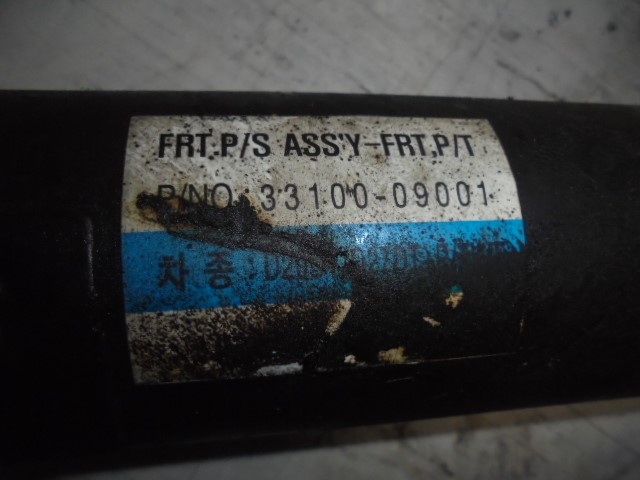 FRT.P/S ASS'Y-FRT.P/T
P/NO: 33100-09001
차 종 :